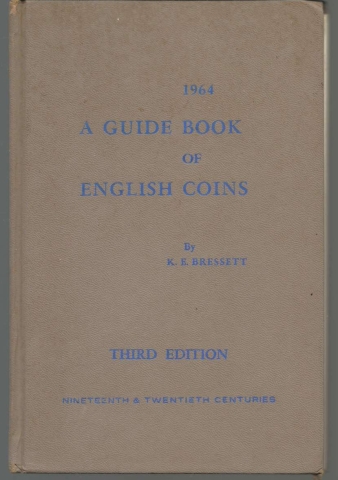 1964
A GUIDE BOOK
OF
ENGLISH COINS
By
K. E. BRESSETT
THIRD EDITION
NINETEENTH & TWENTIETH CENTURIES